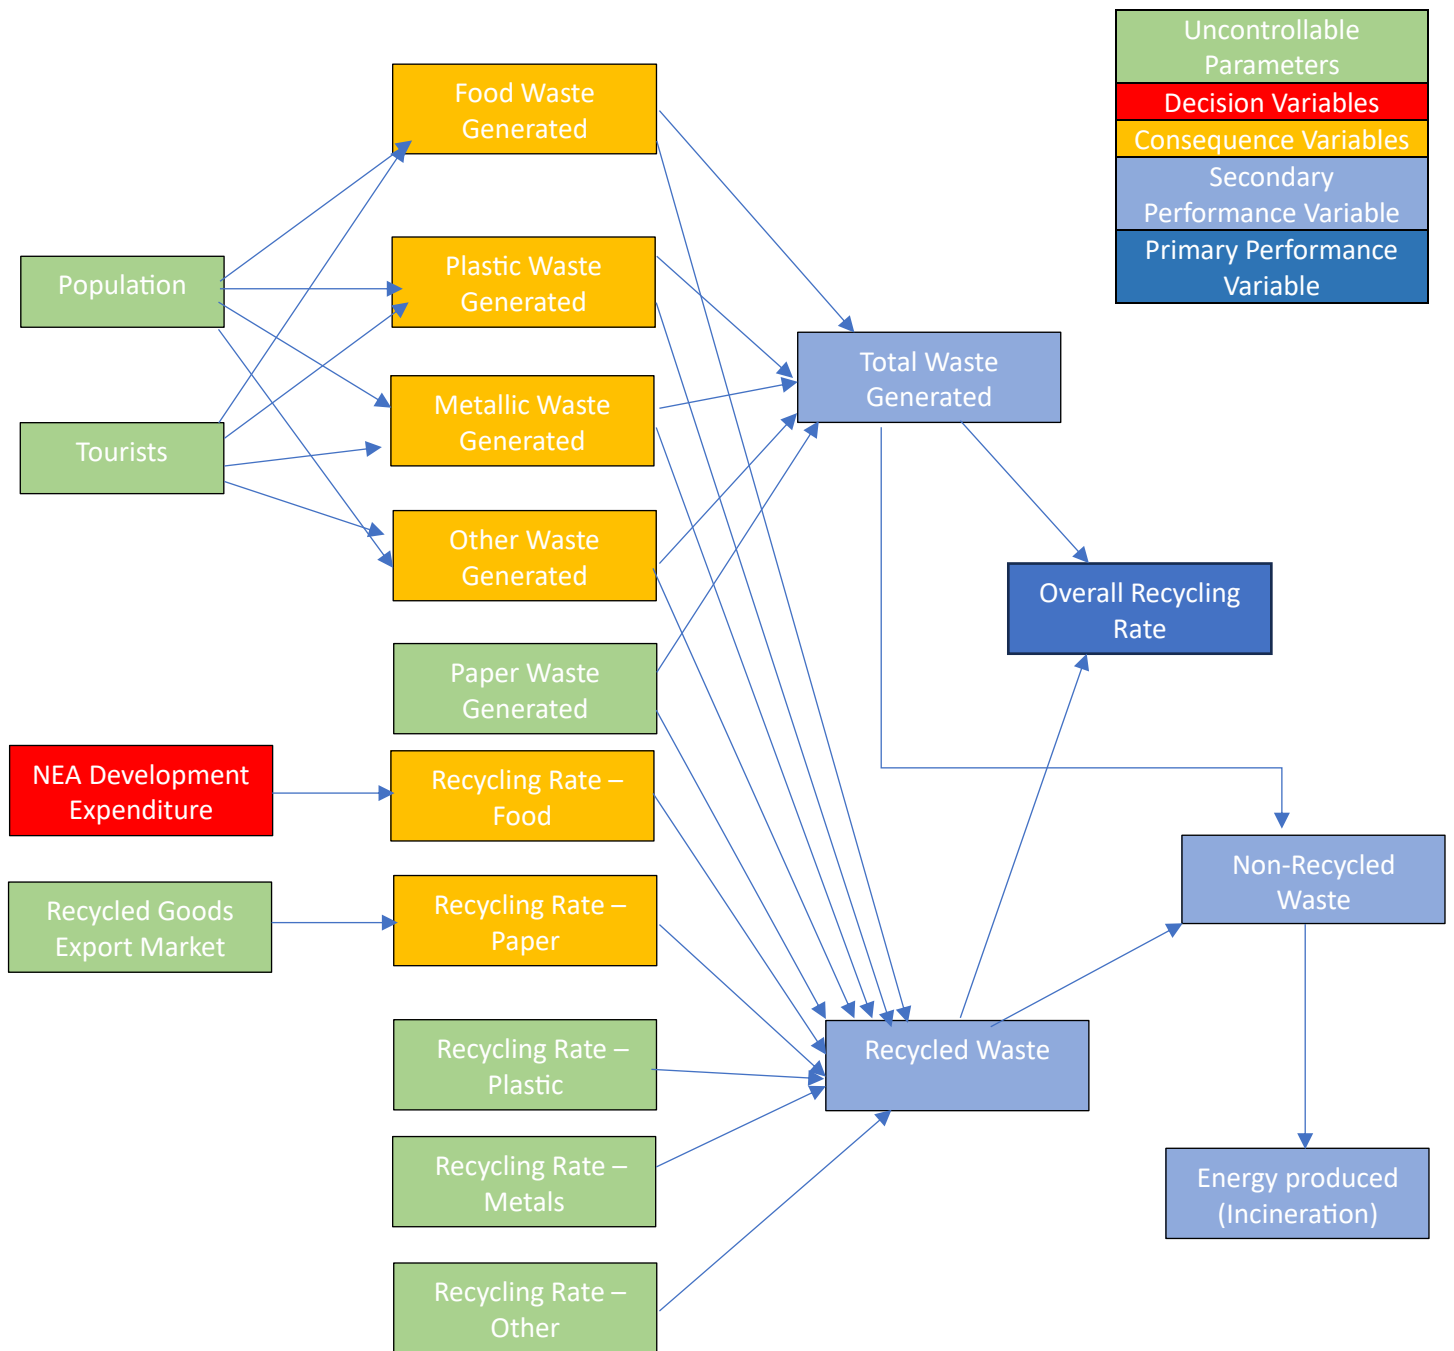 Uncontrollable
Parameters
Decision Variables
Consequence Variables
Secondary
Performance Variable
Primary Performance
Variable
Food Waste
Generated
Plastic Waste
Generated
Population
Metallic Waste
Generated
Tourists
Other Waste
Generated
Paper Waste
Generated
Total Waste
Generated
Overall Recycling
Rate
NEA Development
Expenditure
Recycling Rate –
Food
Recycled Goods
Export Market
Recycling Rate –
Paper
Non-Recycled
Waste
Recycling Rate –
Plastic
Recycled Waste
Recycling Rate –
Metals
Energy produced
(Incineration)
Recycling Rate –
Other